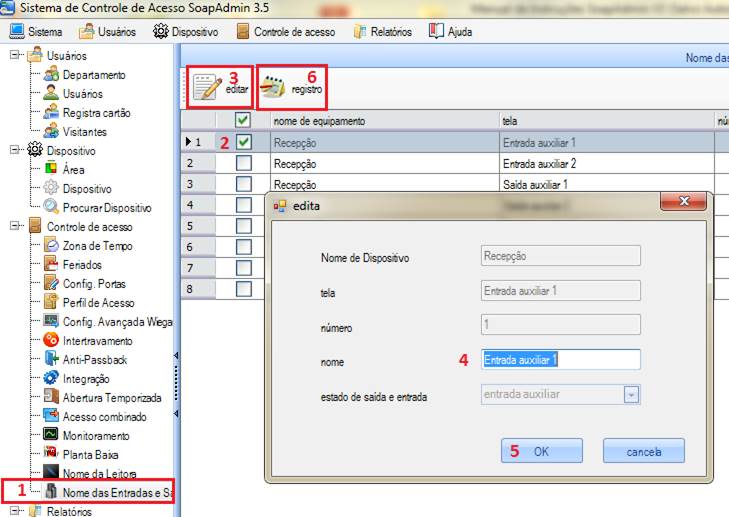 Sistema de Controle de Acesso SoapAdmin 3.5
Sistema Usuários Dispositivo Controle de acesso Relatórios Ajuda
Usuários
Departamento
Usuários
Registra cartão
Visitantes
Dispositivo
Área
Dispositivo
Procurar Dispositivo
Controle de acesso
Zona de Tempo
Feriados
Config. Portas
Perfil de Acesso
Config. Avançada Wiega
Intertravamento
Anti-Passback
Integração
Abertura Temporizada
Acesso combinado
Monitoramento
Planta Baixa
Nome da Leitora
1 Nome das Entradas e Sa
Relatórios
Nome das
3 editar 6 registro
nome de equipamento tela nú
1 2 Recepção Entrada auxiliar 1
2 Recepção Entrada auxiliar 2
3 Recepção Saída auxiliar 1
4
5
6
7
8
edita
Nome de Dispositivo Recepção
tela Entrada auxiliar 1
número 1
nome 4 Entrada auxiliar 1
estado de saída e entrada entrada auxiliar
5 OK cancela